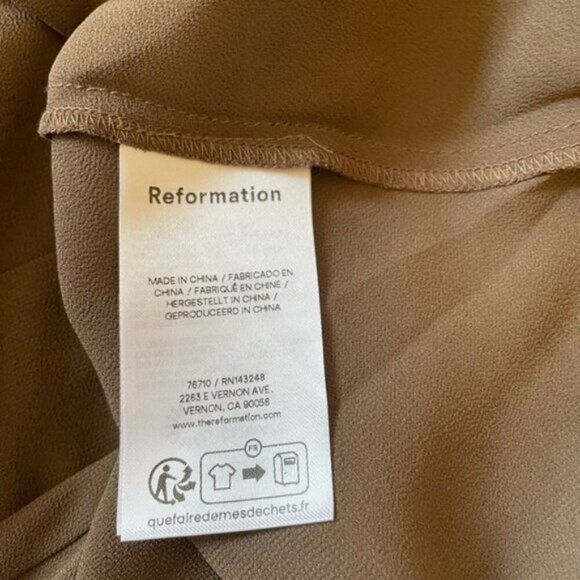 Reformation
MADE IN CHINA / FABRICADO EN
CHINA / FABRIQUÉ EN CHINE /
HERGESTELLT IN CHINA /
GEPRODUCEERD IN CHINA
76710 / RN143248
2263 E VERNON AVE.
VERNON, CA 90058
www.thereformation.com
FR
quefairedemesdechets.fr